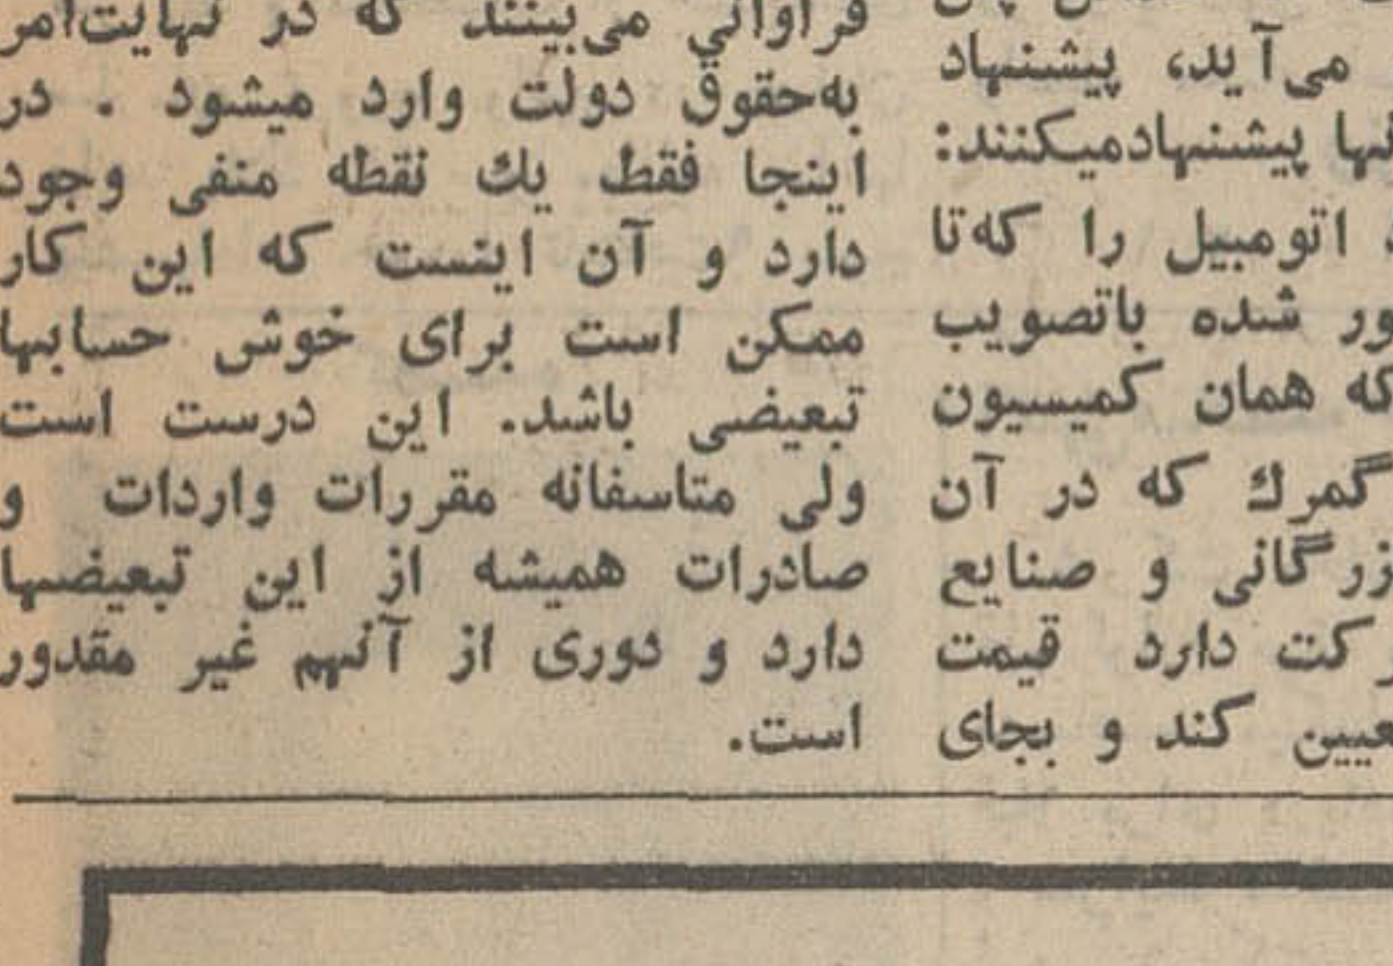 می‌آید، پیشنهاد
پیشنهاد میکنند:
اتومبیل را که تا
شده باتصویب
که همان کمیسیون
گمرك که در آن
و صنایع
دارد قیمت
کند و بجای
فراوانی می‌بینند که در نهایت‌امر
به‌حقوق دولت وارد میشود . در
اینجا فقط یك نقطه منفی وجود
دارد و آن اینست که این کار
ممکن است برای خوش حسابها
تبعیضی باشد. این درست است
ولی متاسفانه مقررات واردات و
صادرات همیشه از این تبعیضها
دارد و دوری از آنهم غیر مقدور
است.